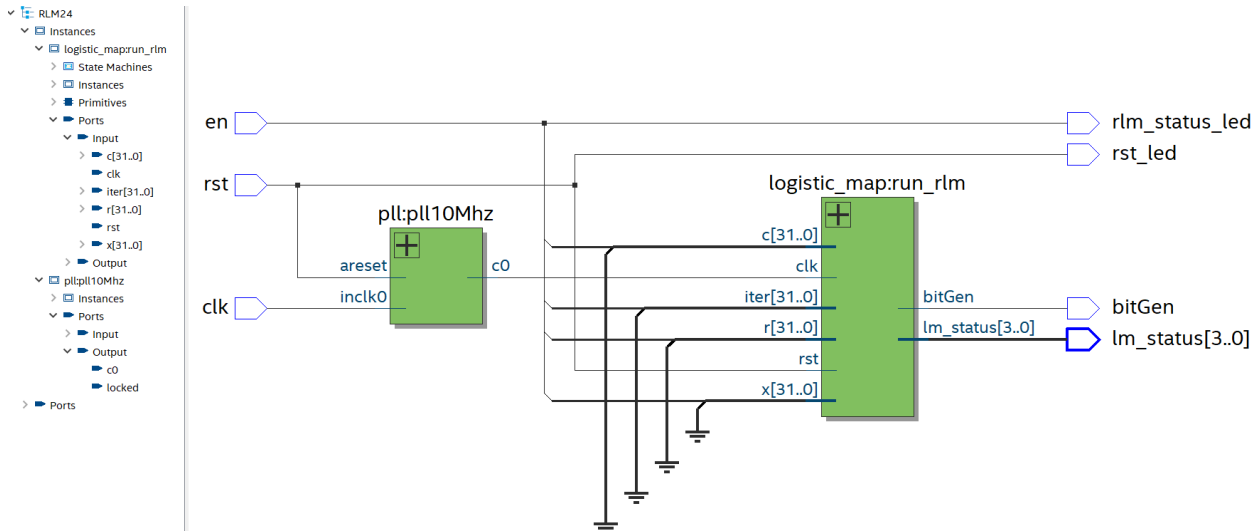 RLM24
Instances
logistic_map:run_rlm
State Machines
Instances
Primitives
Ports
Input
c[31..0]
clk
iter[31..0]
r[31..0]
rst
x[31..0]
Output
pll:pll10Mhz
Instances
Ports
Input
Output
c0
locked
Ports
en
rlm_status_led
rst_led
rst
logistic_map:run_rlm
pll:pll10Mhz
c[31..0]
areset
c0
clk
clk
inclk0
iter[31..0]
bitGen
bitGen
r[31..0]
lm_status[3..0]
lm_status[3..0]
rst
x[31..0]